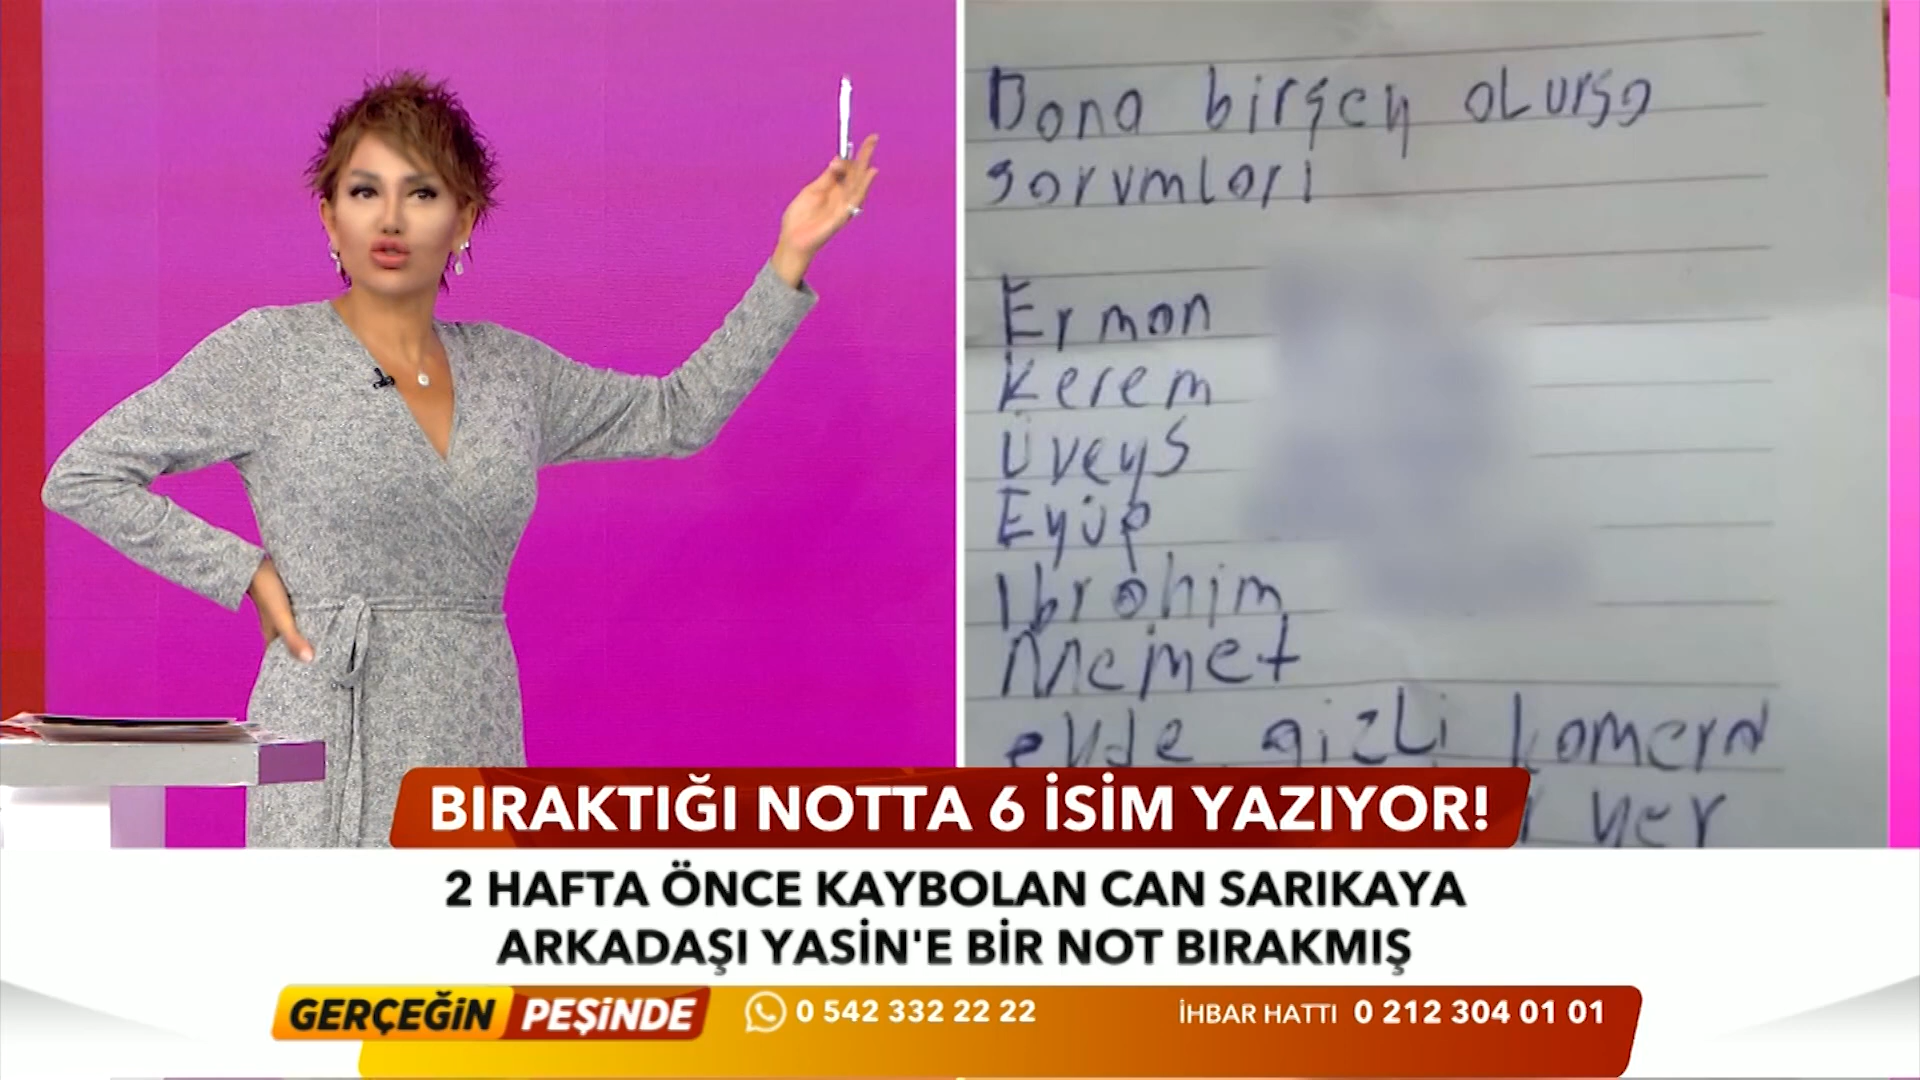 Bana birşey olursa
sorumlari
Erman
Kerem
Üveys
Eyüp
İbrahim
Mehmet
evde gizli kamera
yer
BIRAKTIĞI NOTTA 6 İSİM YAZIYOR!
2 HAFTA ÖNCE KAYBOLAN CAN SARIKAYA
ARKADAŞI YASİN'E BİR NOT BIRAKMIŞ
GERÇEĞİN PEŞİNDE 0 542 332 22 22 İHBAR HATTI 0 212 304 01 01